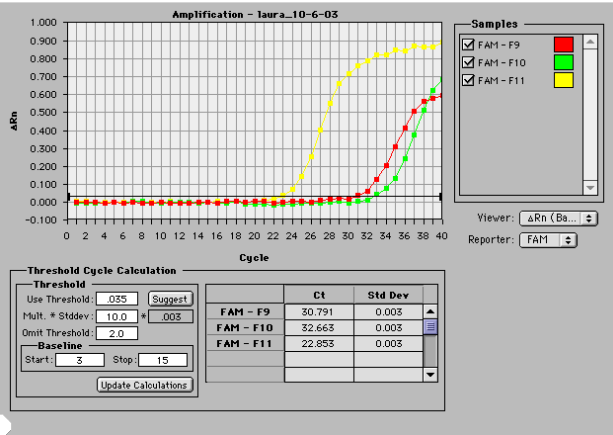 Amplification - laura_10-6-03
1.000
0.900
0.800
0.700
0.600
0.500
0.400
0.300
0.200
0.100
0.000
-0.100
ΔRn
0 2 4 6 8 10 12 14 16 18 20 22 24 26 28 30 32 34 36 38 40
Cycle
Samples
FAM - F9
FAM - F10
FAM - F11
Viewer: ΔRn (Ba...
Reporter: FAM
Threshold Cycle Calculation
Threshold
Use Threshold: .035 Suggest
Mult. * Stddev: 10.0 * .003
Omit Threshold: 2.0
Baseline
Start: 3 Stop: 15
Update Calculations
Ct Std Dev
FAM - F9 30.791 0.003
FAM - F10 32.663 0.003
FAM - F11 22.853 0.003